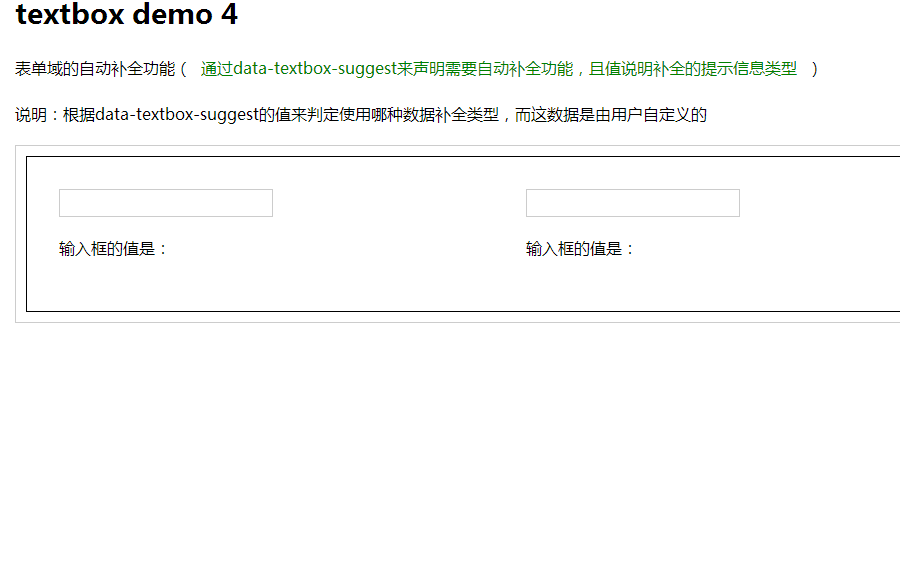 textbox demo 4
表单域的自动补全功能（ 通过data-textbox-suggest来声明需要自动补全功能，且值说明补全的提示信息类型 ）
说明：根据data-textbox-suggest的值来判定使用哪种数据补全类型，而这数据是由用户自定义的
输入框的值是： 输入框的值是：